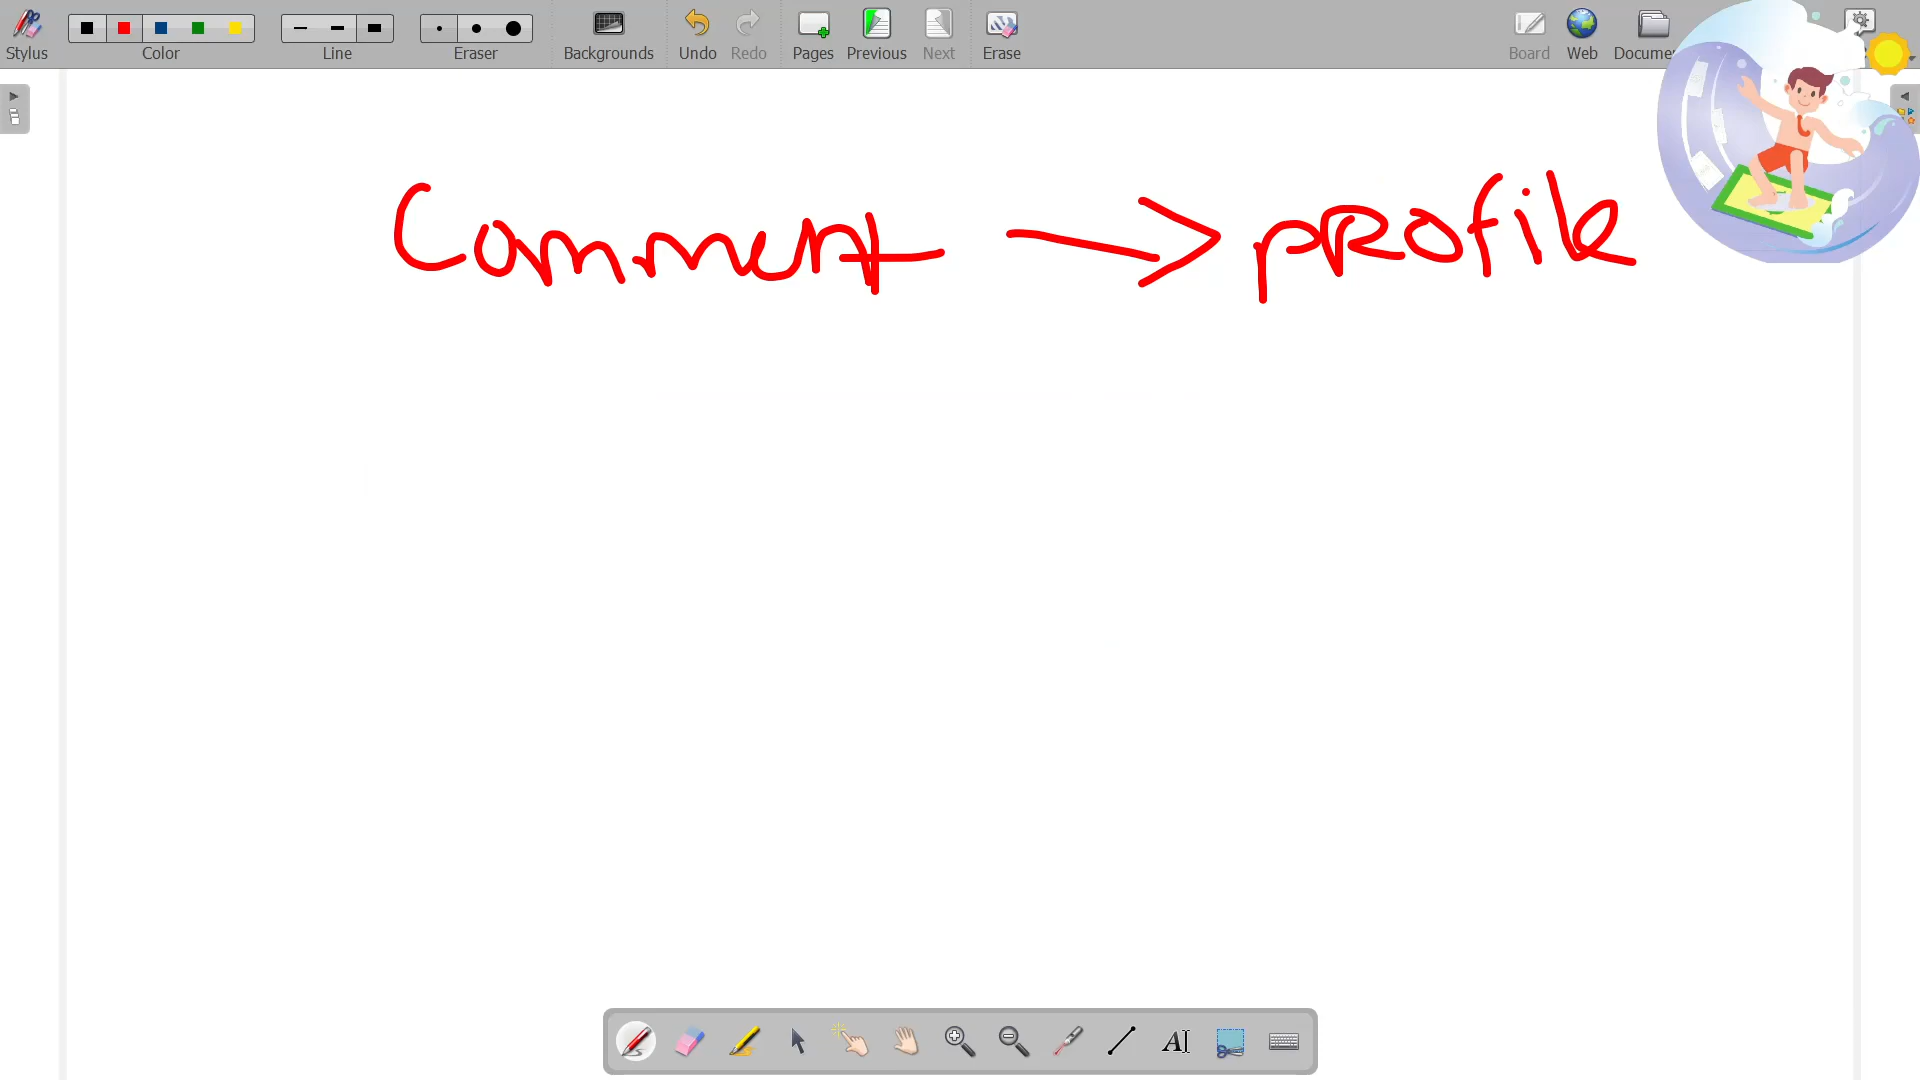 Stylus Color Line Eraser Backgrounds Undo Redo Pages Previous Next Erase Board Web
Comment → profile